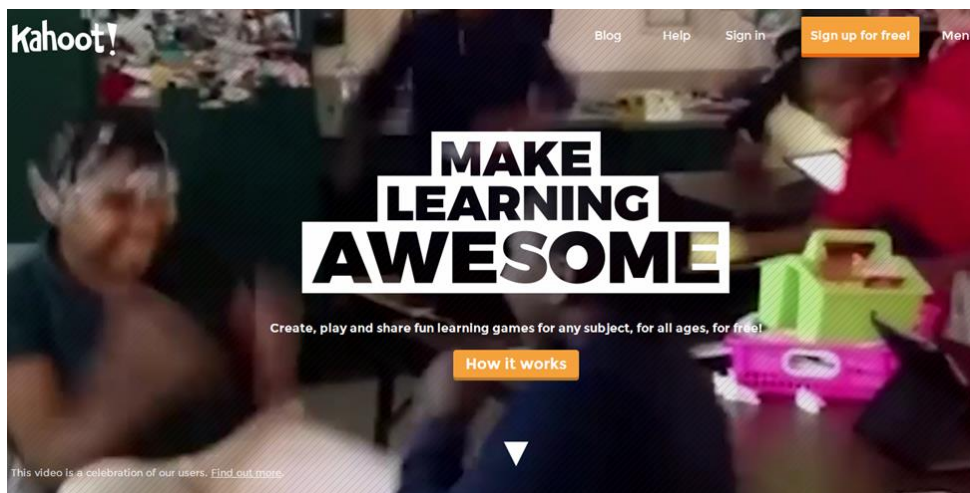 Kahoot!
Blog
Help
Sign in
Sign up for free!
Men
MAKE
LEARNING
AWESOME
Create, play and share fun learning games for any subject, for all ages, for free!
How it works
This video is a celebration of our users. Find out more.